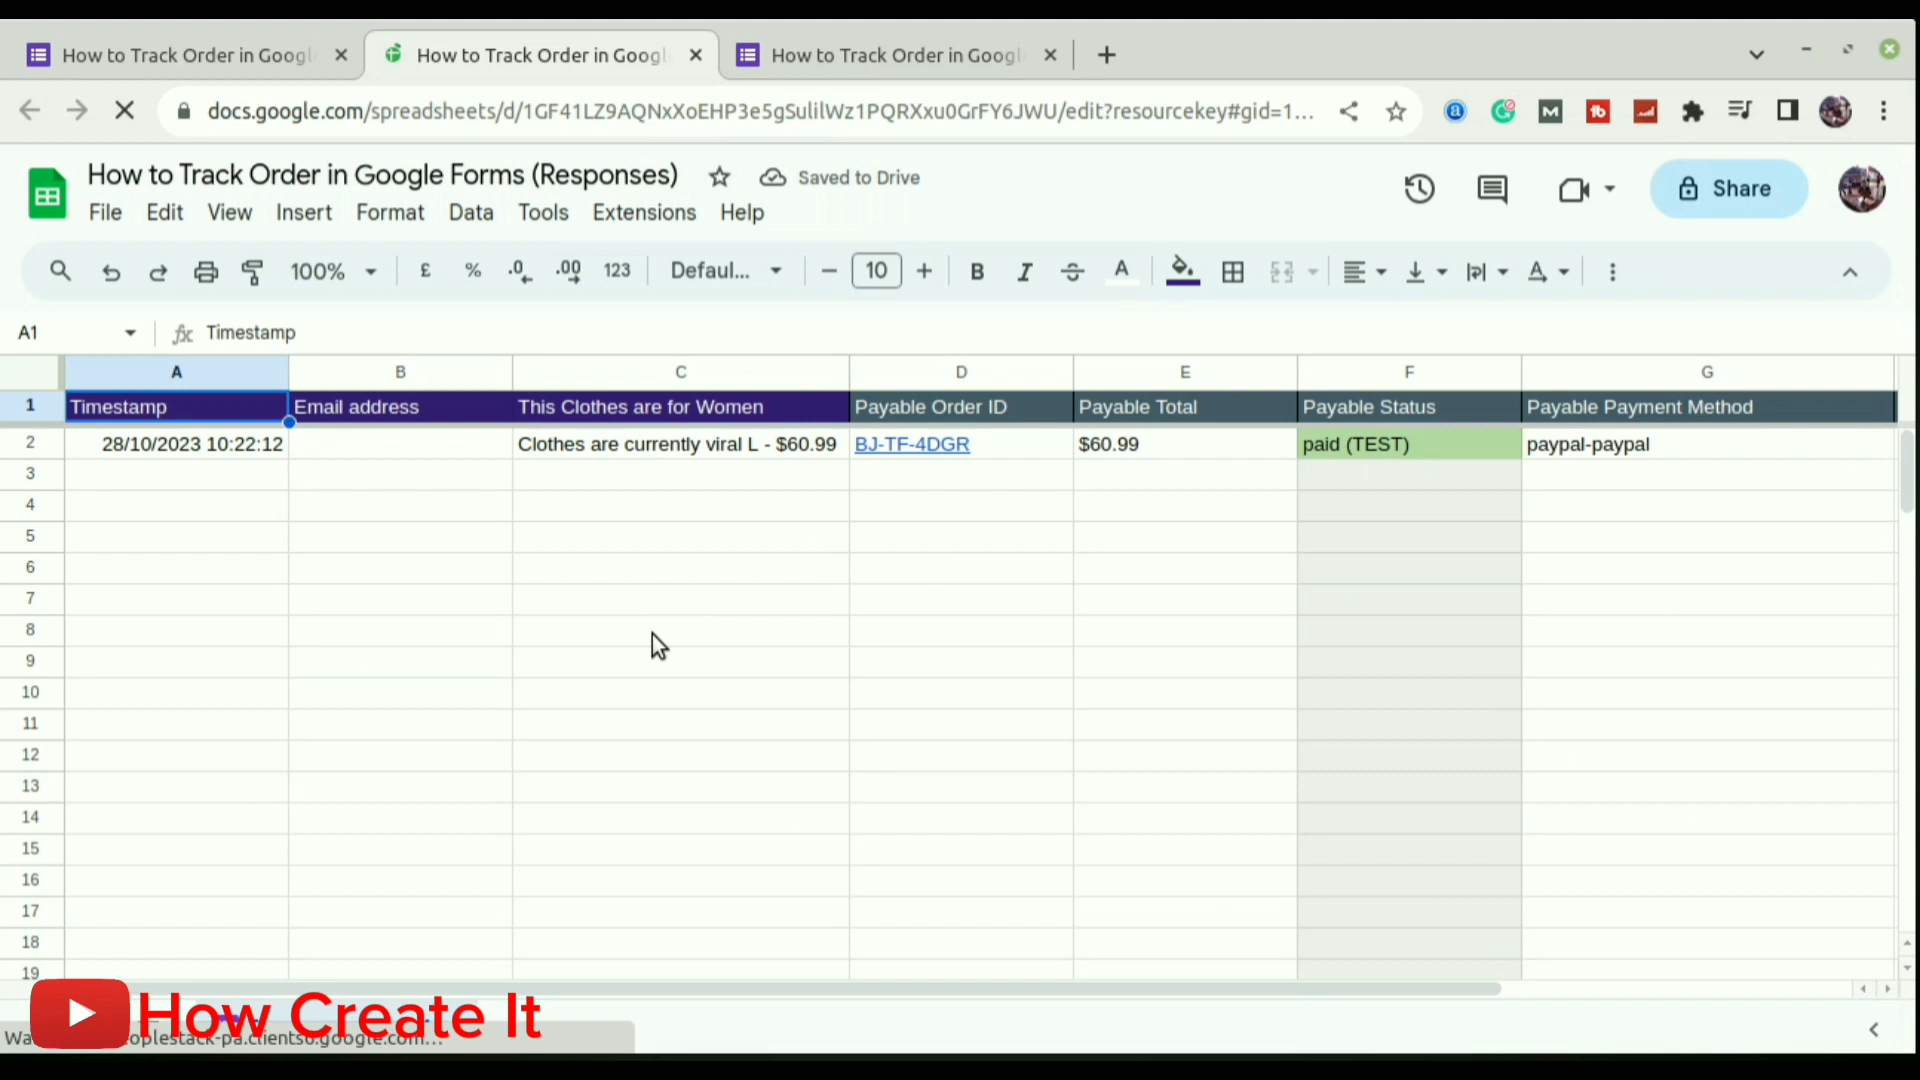 How to Track Order in Googl
How to Track Order in Googl
How to Track Order in Googl
docs.google.com/spreadsheets/d/1GF41LZ9AQNxXoEHP3e5gSulilWz1PQRXxu0GrFY6JWU/edit?resourcekey#gid=1...
How to Track Order in Google Forms (Responses)
Saved to Drive
Share
File Edit View Insert Format Data Tools Extensions Help
100% £ % .0 .00 123 Defaul... 10 B I A A
A1 fx Timestamp
A B C D E F G
1 Timestamp Email address This Clothes are for Women Payable Order ID Payable Total Payable Status Payable Payment Method
2 28/10/2023 10:22:12 Clothes are currently viral L - $60.99 BJ-TF-4DGR $60.99 paid (TEST) paypal-paypal
3
4
5
6
7
8
9
10
11
12
13
14
15
16
17
18
19
How Create It
oplestack-pa.clients6.google.com...